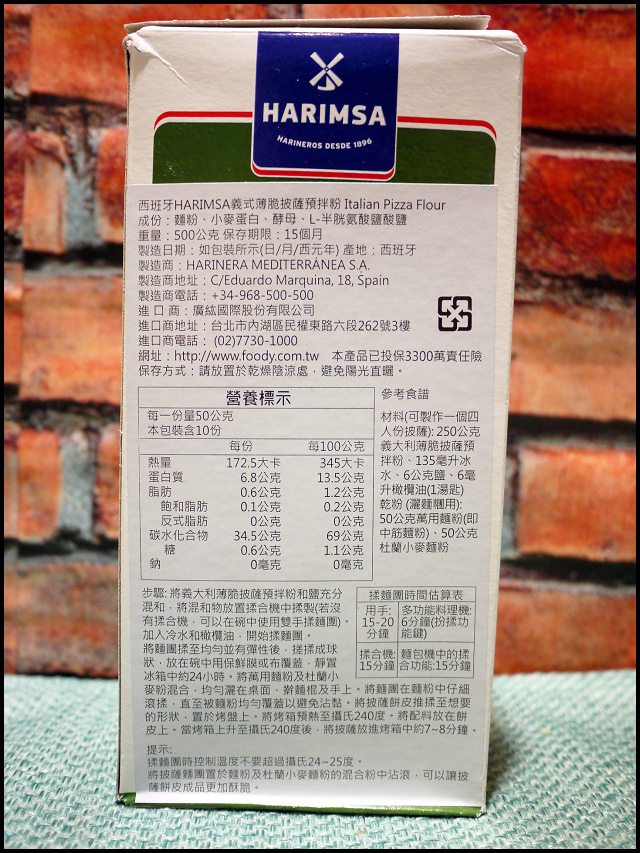 HARIMSA
HARINEROS DESDE 1896
西班牙HARIMSA義式薄脆披薩預拌粉 Italian Pizza Flour
成份：麵粉、小麥蛋白、酵母、L-半胱氨酸鹽酸鹽
重量：500公克 保存期限：15個月
製造日期：如包裝所示(日/月/西元年) 產地：西班牙
製造商：HARINERA MEDITERRÁNEA S.A.
製造商地址：C/Eduardo Marquina, 18, Spain
製造商電話：+34-968-500-500
進 口 商：廣紘國際股份有限公司
進口商地址：台北市內湖區民權東路六段262號3樓
進口商電話： (02)7730-1000
網址：http://www.foody.com.tw 本產品已投保3300萬責任險
保存方式：請放置於乾燥陰涼處，避免陽光直曬。
營養標示
每一份量50公克
本包裝含10份
每份 每100公克
熱量 172.5大卡 345大卡
蛋白質 6.8公克 13.5公克
脂肪 0.6公克 1.2公克
飽和脂肪 0.1公克 0.2公克
反式脂肪 0公克 0公克
碳水化合物 34.5公克 69公克
糖 0.6公克 1.1公克
鈉 0毫克 0毫克
參考食譜
材料(可製作一個四
人份披薩): 250公克
義大利薄脆披薩預
拌粉、135毫升冰
水、6公克鹽、6毫
升橄欖油(1湯匙)
乾粉 (灑麵糰用):
50公克萬用麵粉(即
中筋麵粉)、50公克
杜蘭小麥麵粉
步驟: 將義大利薄脆披薩預拌粉和鹽充分
混和，將混和物放置揉合機中揉製(若沒
有揉合機，可以在碗中使用雙手揉麵團)。
加入冷水和橄欖油，開始揉麵團。
將麵團揉至均勻並有彈性後，搓揉成球
狀，放在碗中用保鮮膜或布覆蓋，靜置
冰箱中約24小時。將萬用麵粉及杜蘭小
麥粉混合，均勻灑在桌面、擀麵棍及手上。將麵團在麵粉中仔細
滾揉，直至被麵粉均勻覆蓋以避免沾黏。將披薩餅皮推揉至想要
的形狀，置於烤盤上。將烤箱預熱至攝氏240度。將配料放在餅
皮上。當烤箱上升至攝氏240度後，將披薩放進烤箱中約7~8分鐘。
揉麵團時間估算表
用手: 15-20分鐘
多功能料理機: 6分鐘(扮揉功能鍵)
揉合機: 15分鐘
麵包機中的揉合功能:15分鐘
提示:
揉麵團時控制溫度不要超過攝氏24~25度。
將披薩麵團置於麵粉及杜蘭小麥麵粉的混合粉中沾滾，可以讓披
薩餅皮成品更加酥脆。